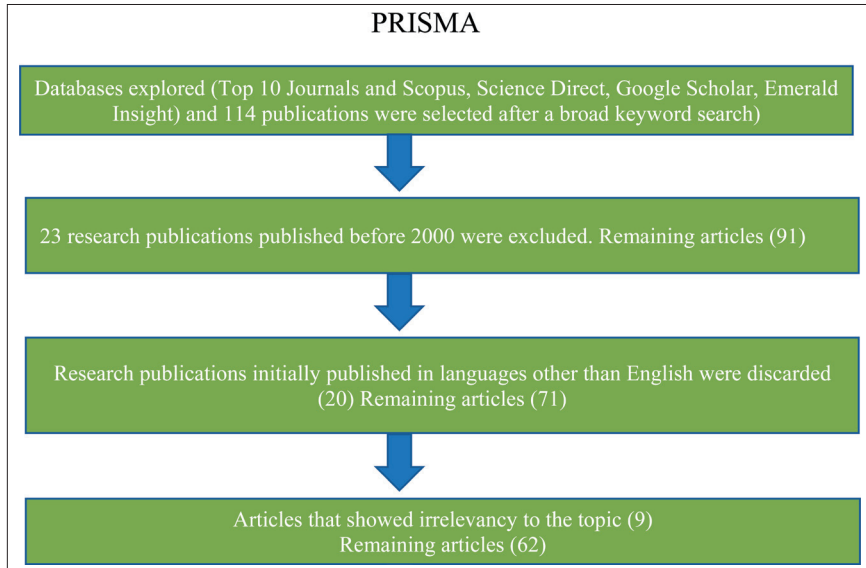 PRISMA
Databases explored (Top 10 Journals and Scopus, Science Direct, Google Scholar, Emerald
Insight) and 114 publications were selected after a broad keyword search)
23 research publications published before 2000 were excluded. Remaining articles (91)
Research publications initially published in languages other than English were discarded
(20) Remaining articles (71)
Articles that showed irrelevancy to the topic (9)
Remaining articles (62)